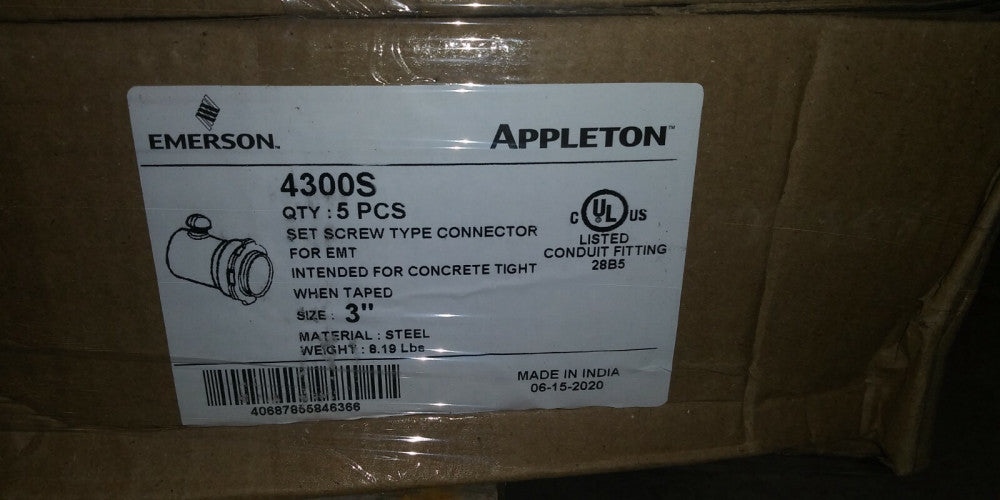 EMERSON™
APPLETON™
4300S
QTY : 5 PCS
SET SCREW TYPE CONNECTOR
FOR EMT
INTENDED FOR CONCRETE TIGHT
WHEN TAPED
SIZE : 3"
MATERIAL : STEEL
WEIGHT : 8.19 Lbs
C UL US
LISTED
CONDUIT FITTING
28B5
40687855846366
MADE IN INDIA
06-15-2020